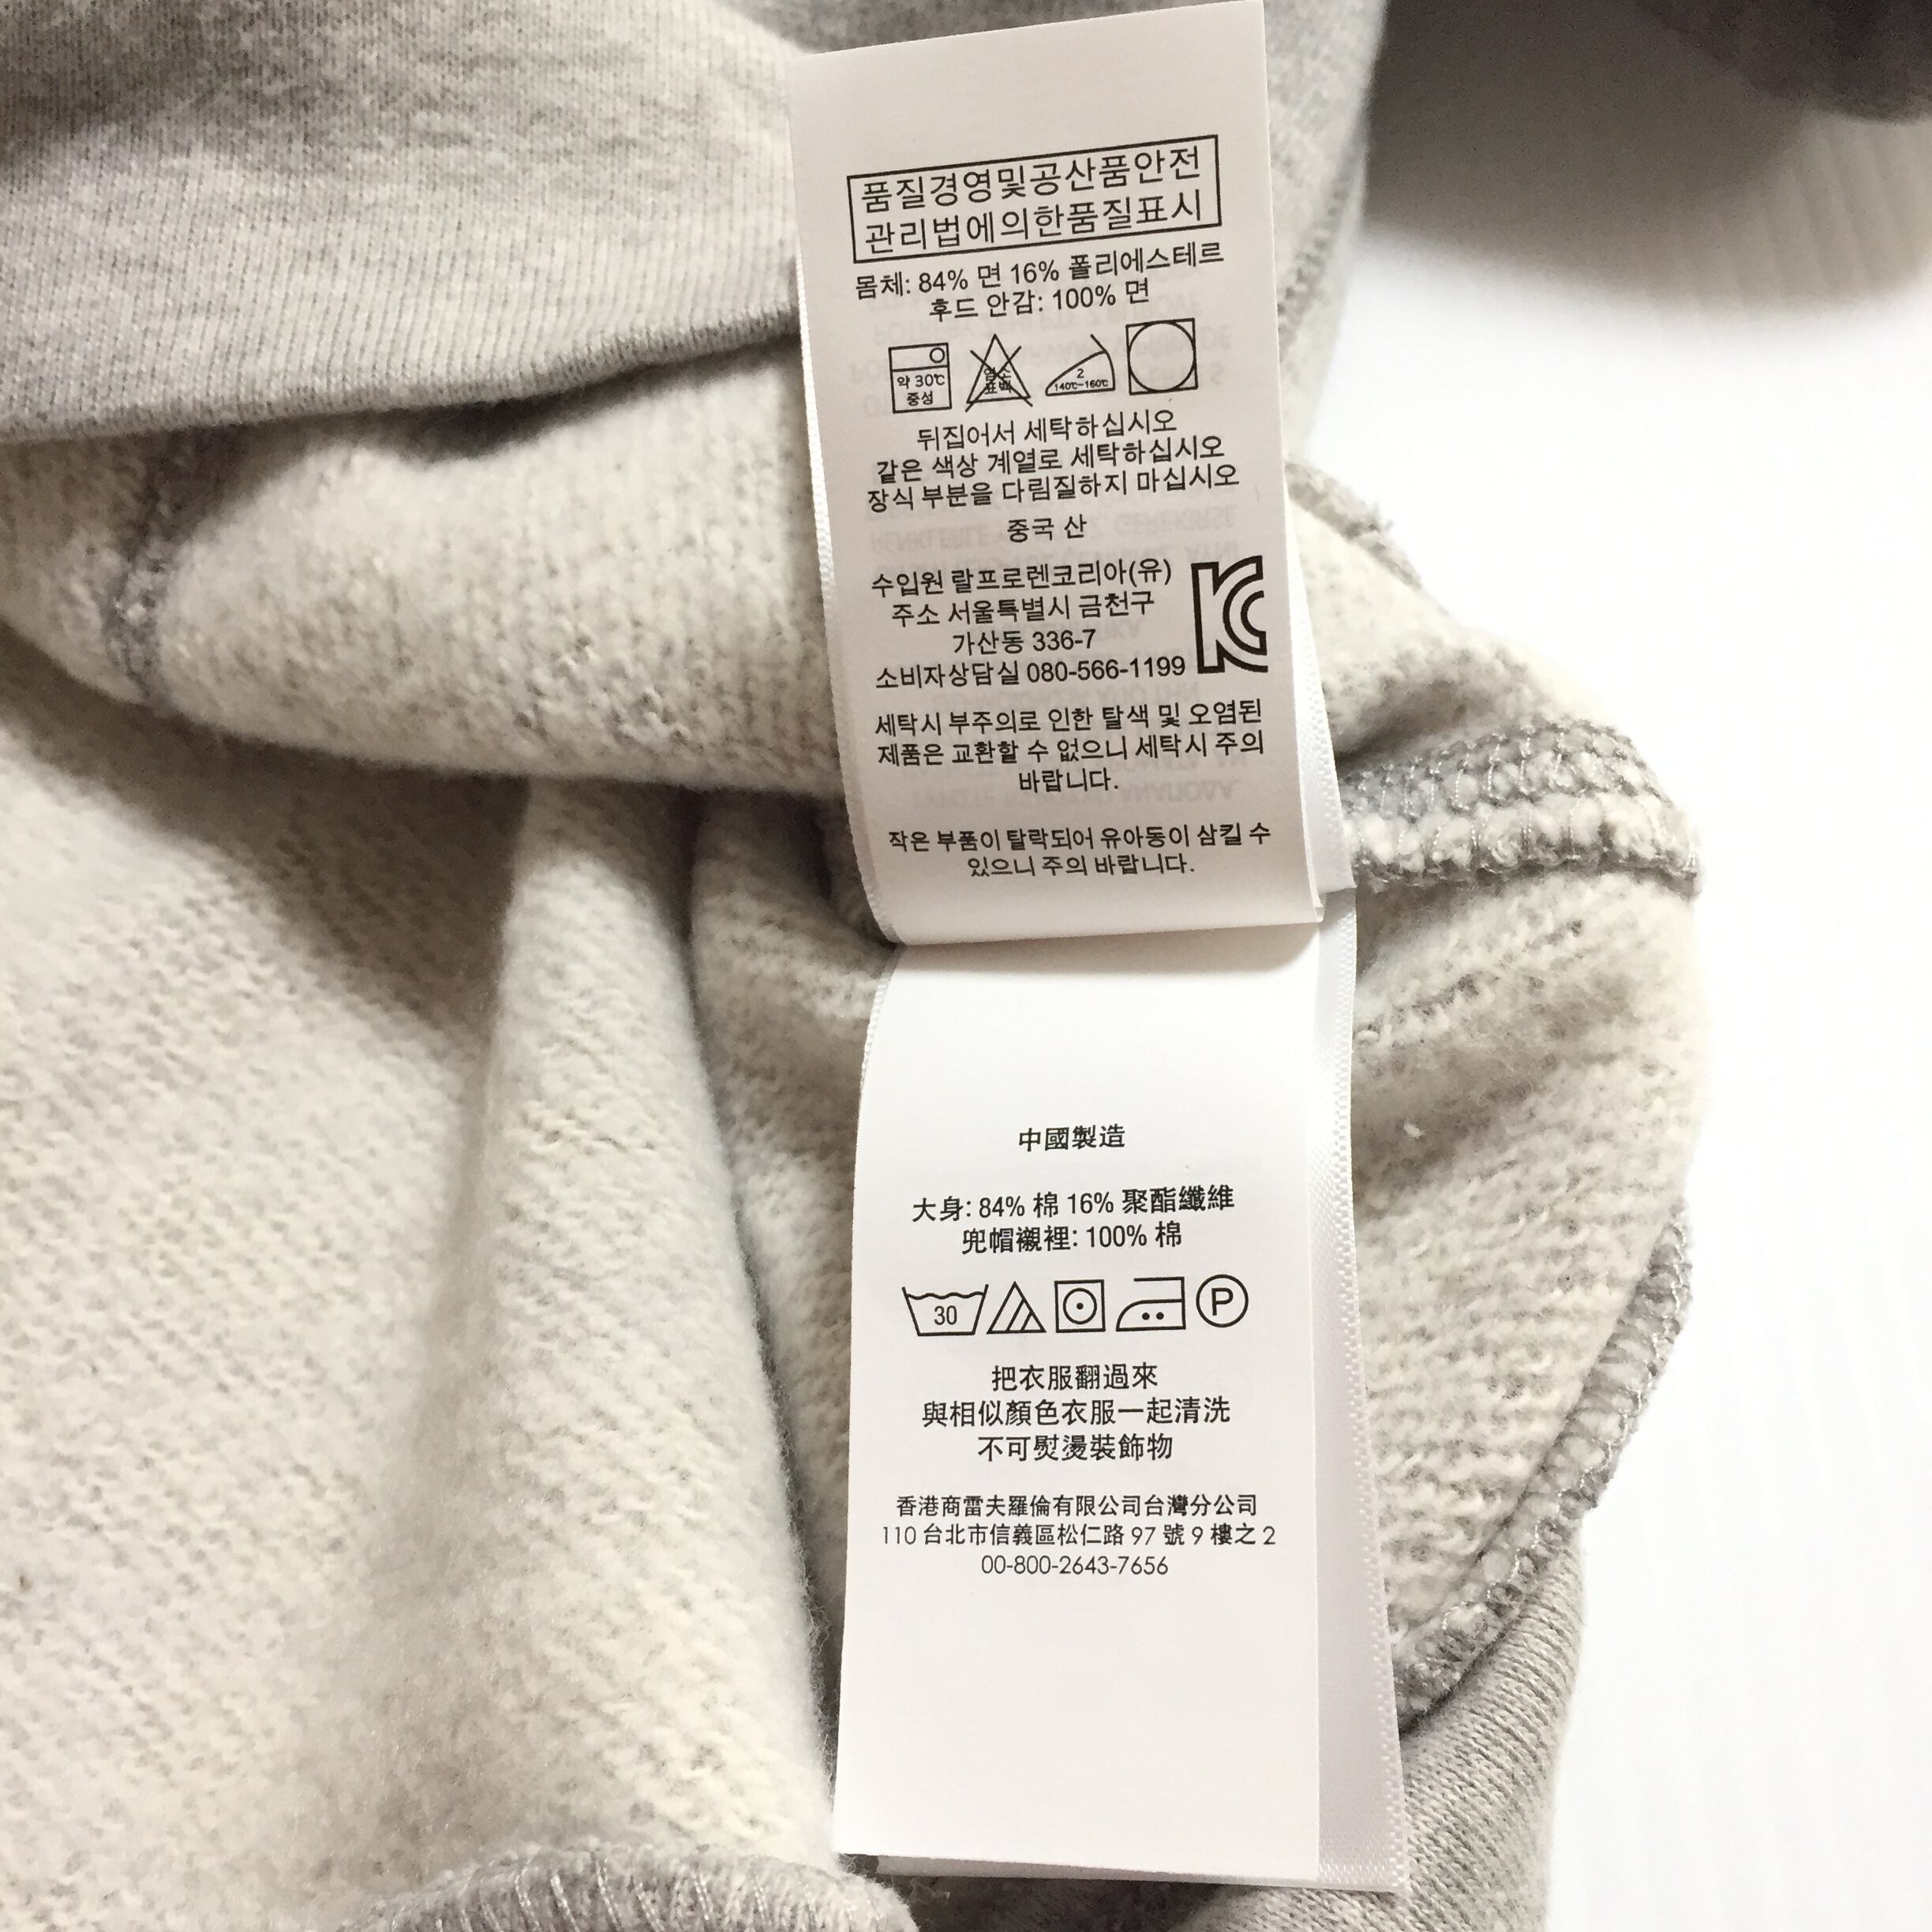 품질경영및공산품안전
관리법에의한품질표시
몸체: 84% 면 16% 폴리에스테르
후드 안감: 100% 면
약 30℃
중성
염소
표백
2
140℃~160℃
뒤집어서 세탁하십시오
같은 색상 계열로 세탁하십시오
장식 부분을 다림질하지 마십시오
중국 산
수입원 랄프로렌코리아(유)
주소 서울특별시 금천구
가산동 336-7
소비자상담실 080-566-1199
세탁시 부주의로 인한 탈색 및 오염된
제품은 교환할 수 없으니 세탁시 주의
바랍니다.
작은 부품이 탈락되어 유아동이 삼킬 수
있으니 주의 바랍니다.
中國製造
大身: 84% 棉 16% 聚酯纖維
兜帽襯裡: 100% 棉
30
P
把衣服翻過來
與相似顏色衣服一起清洗
不可熨燙裝飾物
香港商雷夫羅倫有限公司台灣分公司
110 台北市信義區松仁路 97 號 9 樓之 2
00-800-2643-7656